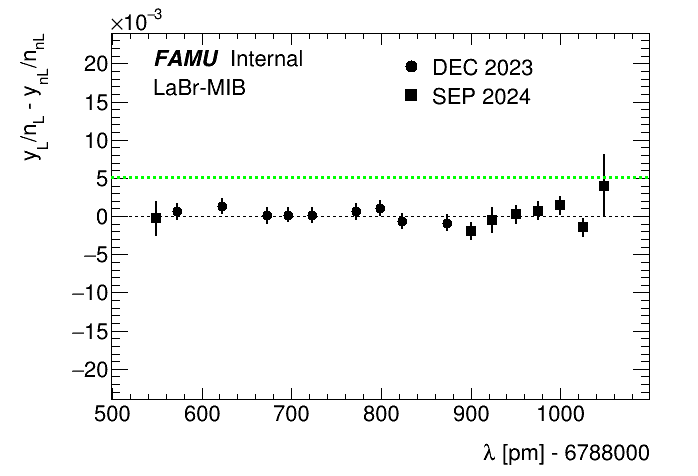 ×10⁻³
y_L/n_L - y_nL/n_nL
FAMU Internal
LaBr-MIB
DEC 2023
SEP 2024
20
15
10
5
0
−5
−10
−15
−20
500 600 700 800 900 1000
λ [pm] - 6788000